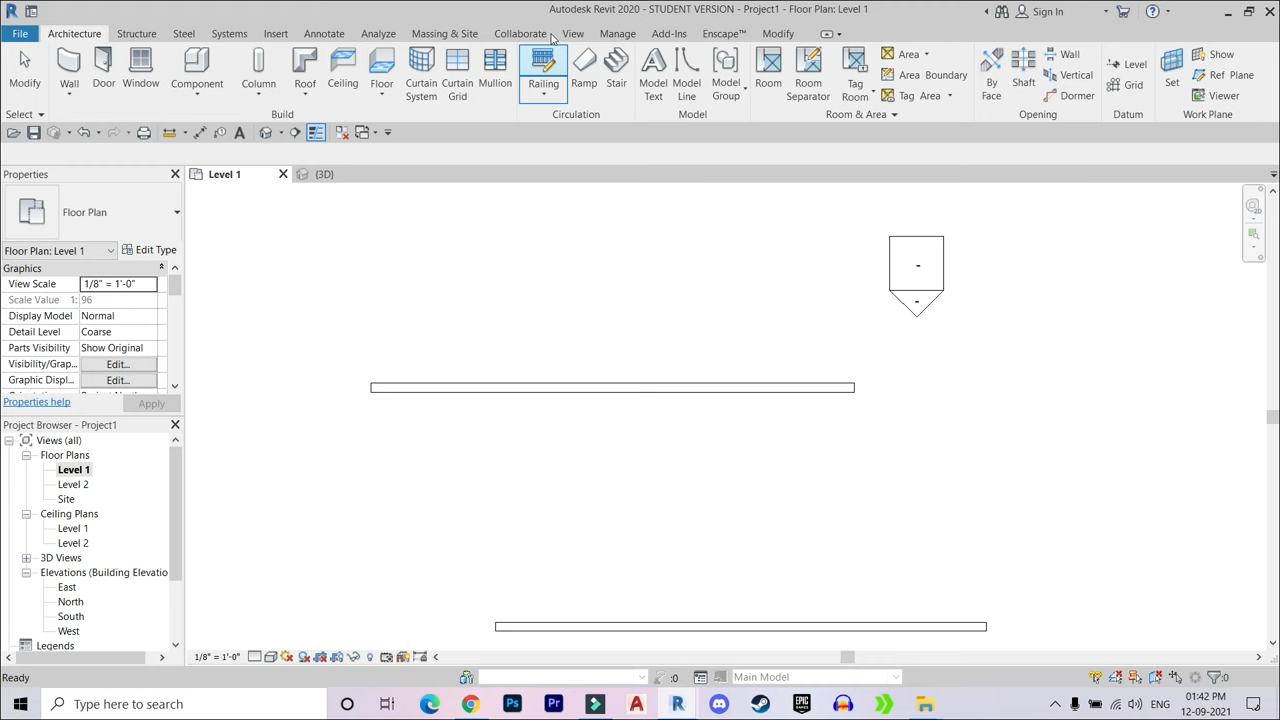 Autodesk Revit 2020 - STUDENT VERSION - Project1 - Floor Plan: Level 1
Sign In
File Architecture Structure Steel Systems Insert Annotate Analyze Massing & Site Collaborate View Manage Add-Ins Enscape™ Modify
Modify Wall Door Window Component Column Roof Ceiling Floor Curtain System Curtain Grid Mullion Railing Ramp Stair Model Text Model Line Model Group Room Room Separator Tag Room Area Area Boundary Tag Area By Face Shaft Wall Vertical Dormer Level Grid Set Show Ref Plane Viewer
Select Build Circulation Model Room & Area Opening Datum Work Plane
Properties
Level 1
{3D}
Floor Plan
Floor Plan: Level 1
Edit Type
Graphics
View Scale 1/8" = 1'-0"
Scale Value 1: 96
Display Model Normal
Detail Level Coarse
Parts Visibility Show Original
Visibility/Grap... Edit...
Graphic Displ... Edit...
Properties help
Apply
Project Browser - Project1
Views (all)
Floor Plans
Level 1
Level 2
Site
Ceiling Plans
Level 1
Level 2
3D Views
Elevations (Building Elevatio
East
North
South
West
Legends
1/8" = 1'-0"
Ready
:0
Main Model
:0
Type here to search
ENG
01:42 PM
12-09-2021